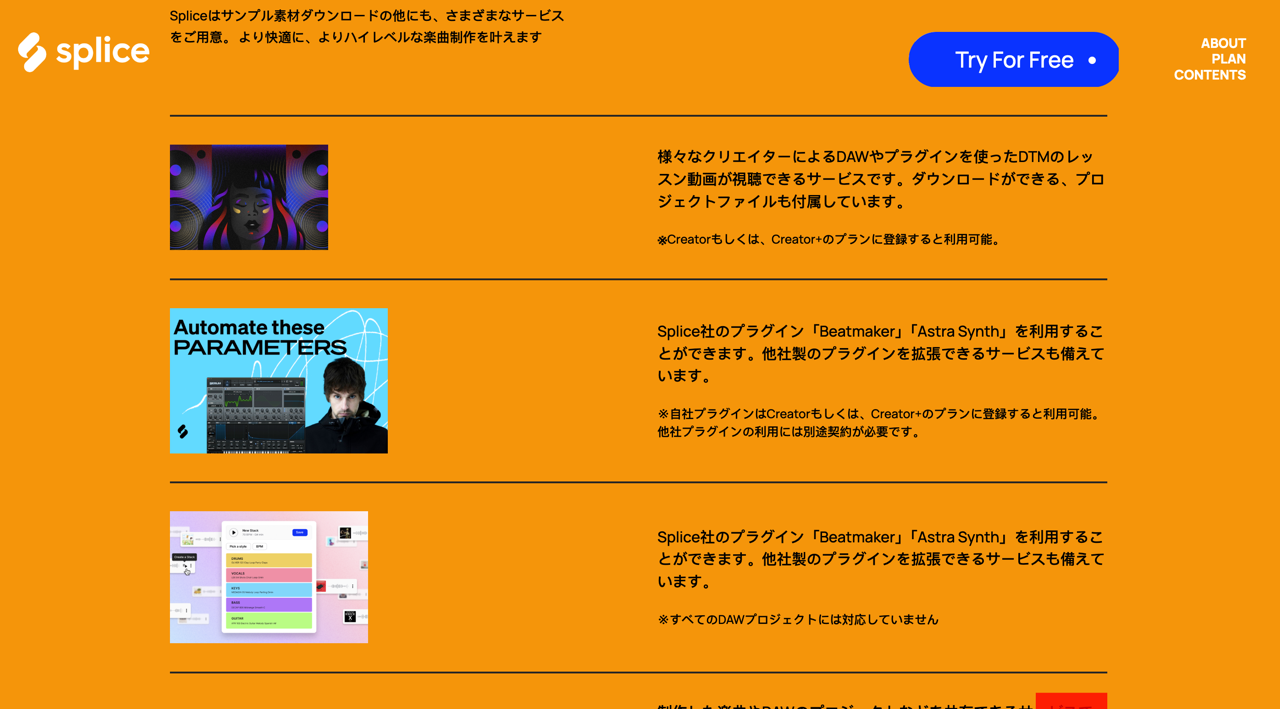 Spliceはサンプル素材ダウンロードの他にも、さまざまなサービス
をご用意。より快適に、よりハイレベルな楽曲制作を叶えます
splice
Try For Free
ABOUT
PLAN
CONTENTS
様々なクリエイターによるDAWやプラグインを使ったDTMのレッ
スン動画が視聴できるサービスです。ダウンロードができる、プロ
ジェクトファイルも付属しています。
※Creatorもしくは、Creator+のプランに登録すると利用可能。
Automate these
PARAMETERS
Splice社のプラグイン「Beatmaker」「Astra Synth」を利用するこ
とができます。他社製のプラグインを拡張できるサービスも備えて
います。
※自社プラグインはCreatorもしくは、Creator+のプランに登録すると利用可能。
他社プラグインの利用には別途契約が必要です。
New Stack
Save
Pick a style
BPM
Create a Stack
DRUMS
VOCALS
KEYS
BASS
GUITAR
Splice社のプラグイン「Beatmaker」「Astra Synth」を利用するこ
とができます。他社製のプラグインを拡張できるサービスも備えて
います。
※すべてのDAWプロジェクトには対応していません